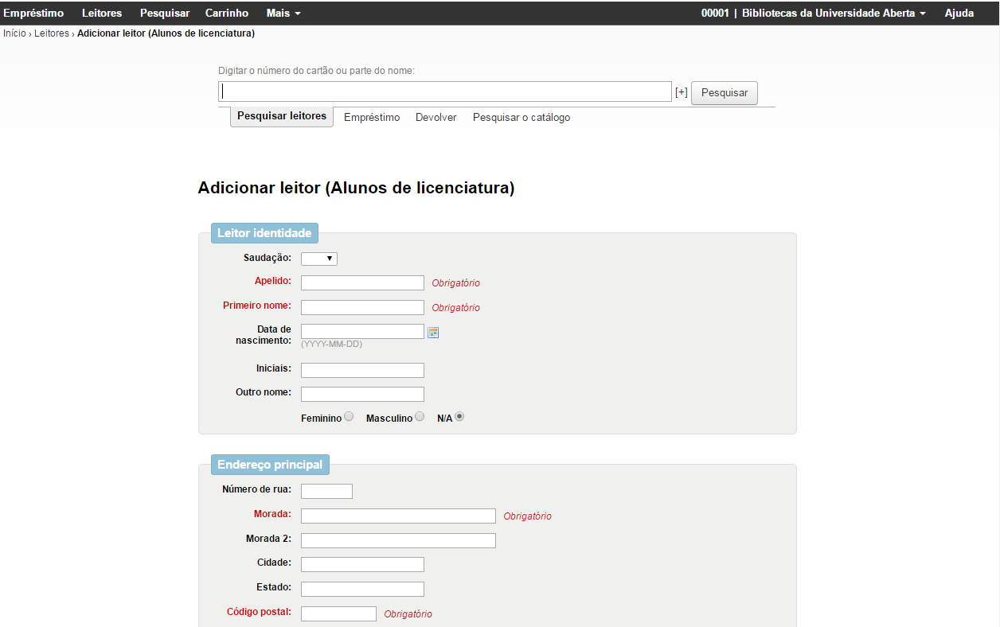 Empréstimo Leitores Pesquisar Carrinho Mais 00001 | Bibliotecas da Universidade Aberta Ajuda
Início › Leitores › Adicionar leitor (Alunos de licenciatura)
Digitar o número do cartão ou parte do nome:
[+] Pesquisar
Pesquisar leitores Empréstimo Devolver Pesquisar o catálogo
Adicionar leitor (Alunos de licenciatura)
Leitor identidade
Saudação:
Apelido: Obrigatório
Primeiro nome: Obrigatório
Data de
nascimento:
(YYYY-MM-DD)
Iniciais:
Outro nome:
Feminino Masculino N/A
Endereço principal
Número de rua:
Morada: Obrigatório
Morada 2:
Cidade:
Estado:
Código postal: Obrigatório